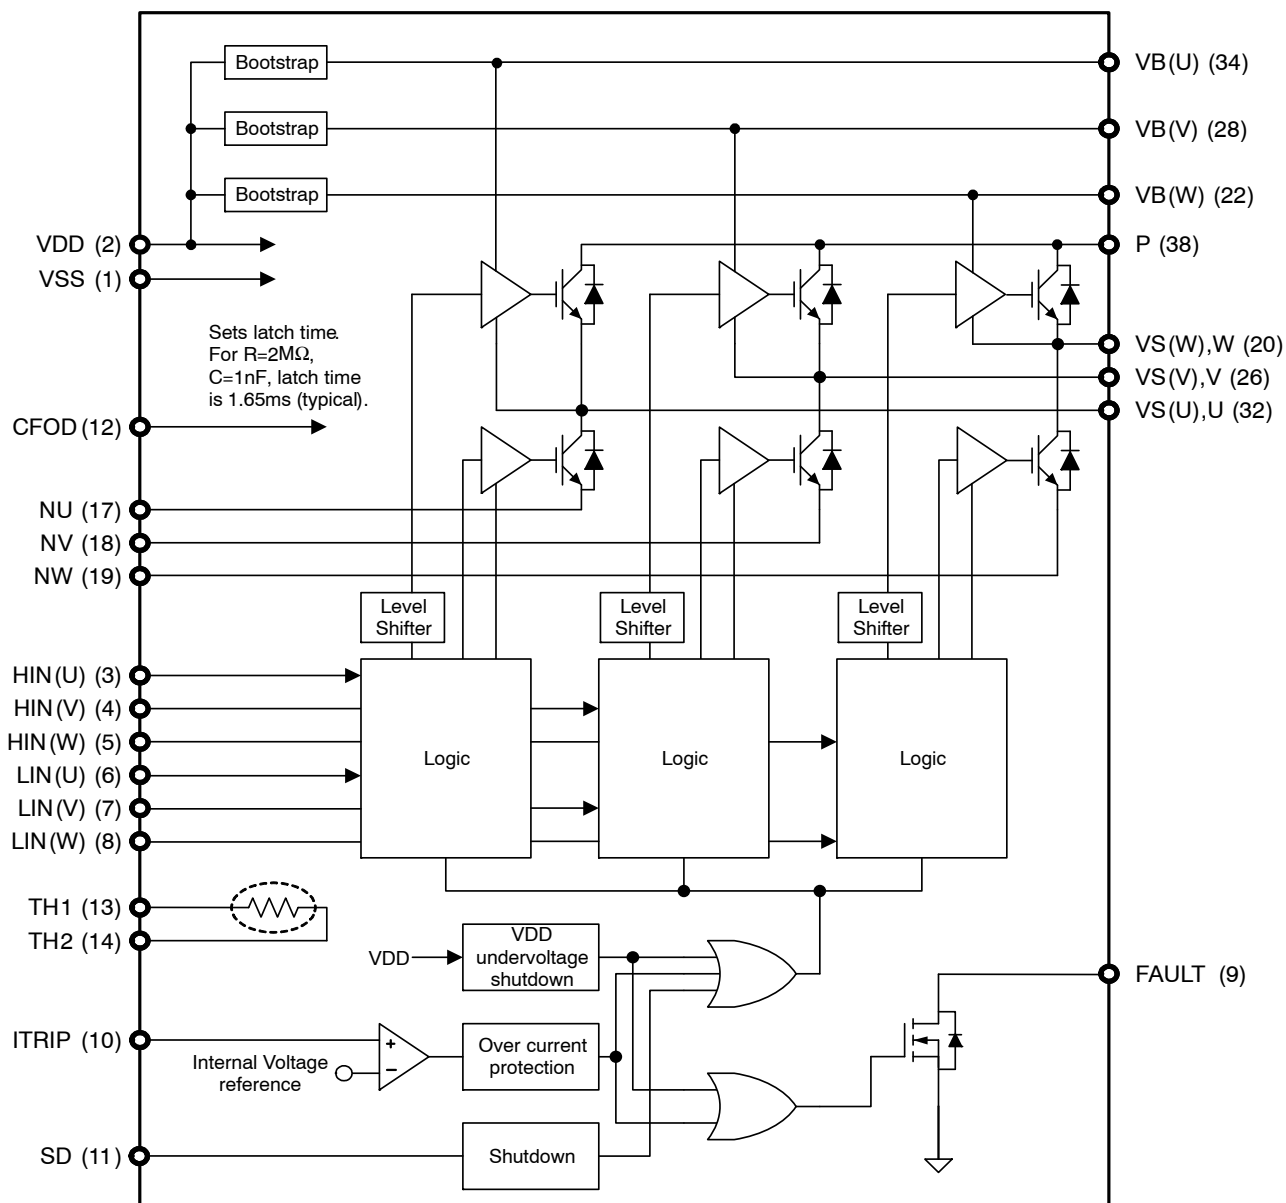 Bootstrap
VB(U) (34)
Bootstrap
VB(V) (28)
Bootstrap
VB(W) (22)
VDD (2)
P (38)
VSS (1)
Sets latch time.
For R=2MΩ,
C=1nF, latch time
is 1.65ms (typical).
VS(W),W (20)
VS(V),V (26)
VS(U),U (32)
CFOD (12)
NU (17)
NV (18)
NW (19)
Level
Shifter
Level
Shifter
Level
Shifter
HIN(U) (3)
HIN(V) (4)
HIN(W) (5)
LIN(U) (6)
LIN(V) (7)
LIN(W) (8)
Logic
Logic
Logic
TH1 (13)
TH2 (14)
VDD
VDD
undervoltage
shutdown
FAULT (9)
ITRIP (10)
+
−
Internal Voltage
reference
Over current
protection
SD (11)
Shutdown